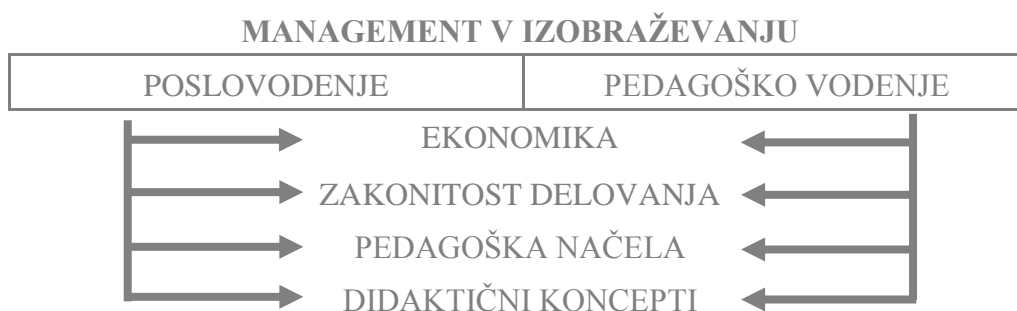 MANAGEMENT V IZOBRAŽEVANJU
POSLOVODENJE
PEDAGOŠKO VODENJE
EKONOMIKA
ZAKONITOST DELOVANJA
PEDAGOŠKA NAČELA
DIDAKTIČNI KONCEPTI